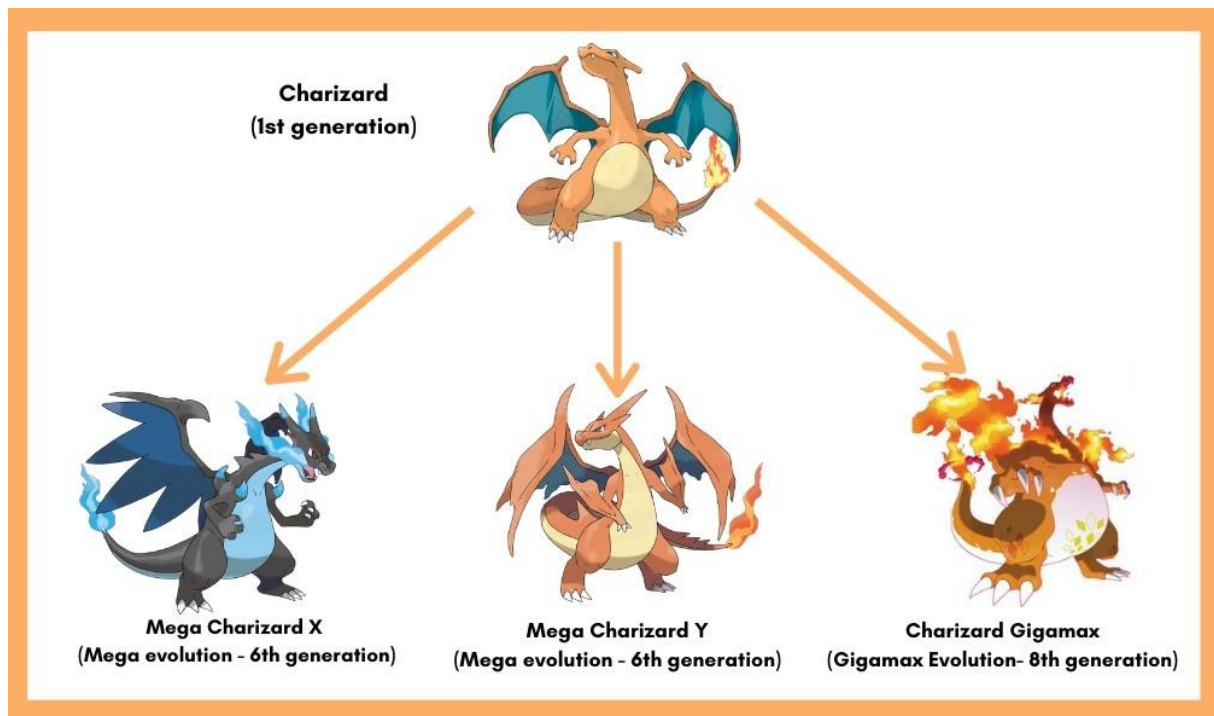 Charizard
(1st generation)
Mega Charizard X
(Mega evolution - 6th generation)
Mega Charizard Y
(Mega evolution - 6th generation)
Charizard Gigamax
(Gigamax Evolution- 8th generation)